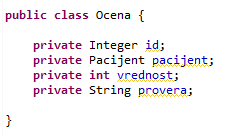 public class Ocena {
private Integer id;
private Pacijent pacijent;
private int vrednost;
private String provera;
}